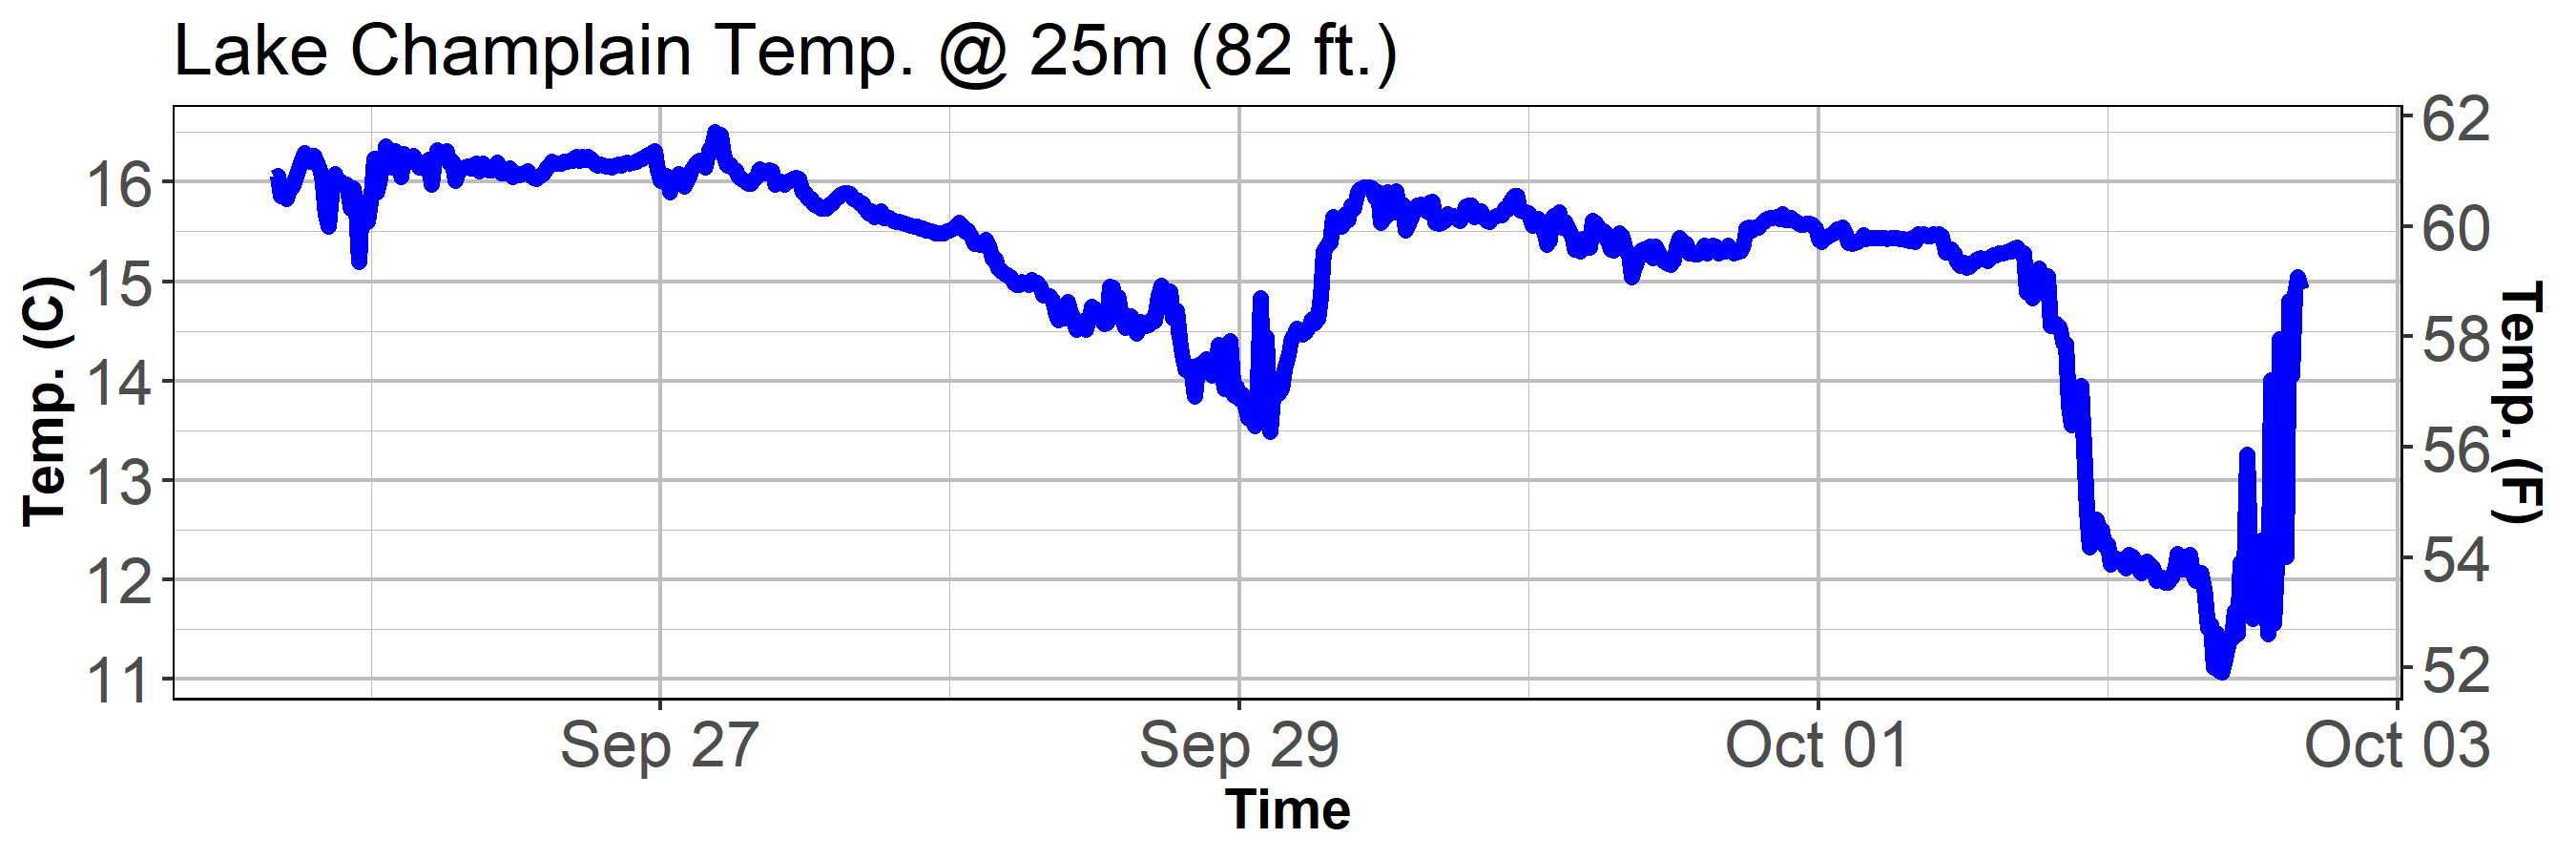 Lake Champlain Temp. @ 25m (82 ft.)
Temp. (C)
16
15
14
13
12
11
62
60
58
56
54
52
Temp. (F)
Sep 27 Sep 29 Oct 01 Oct 03
Time